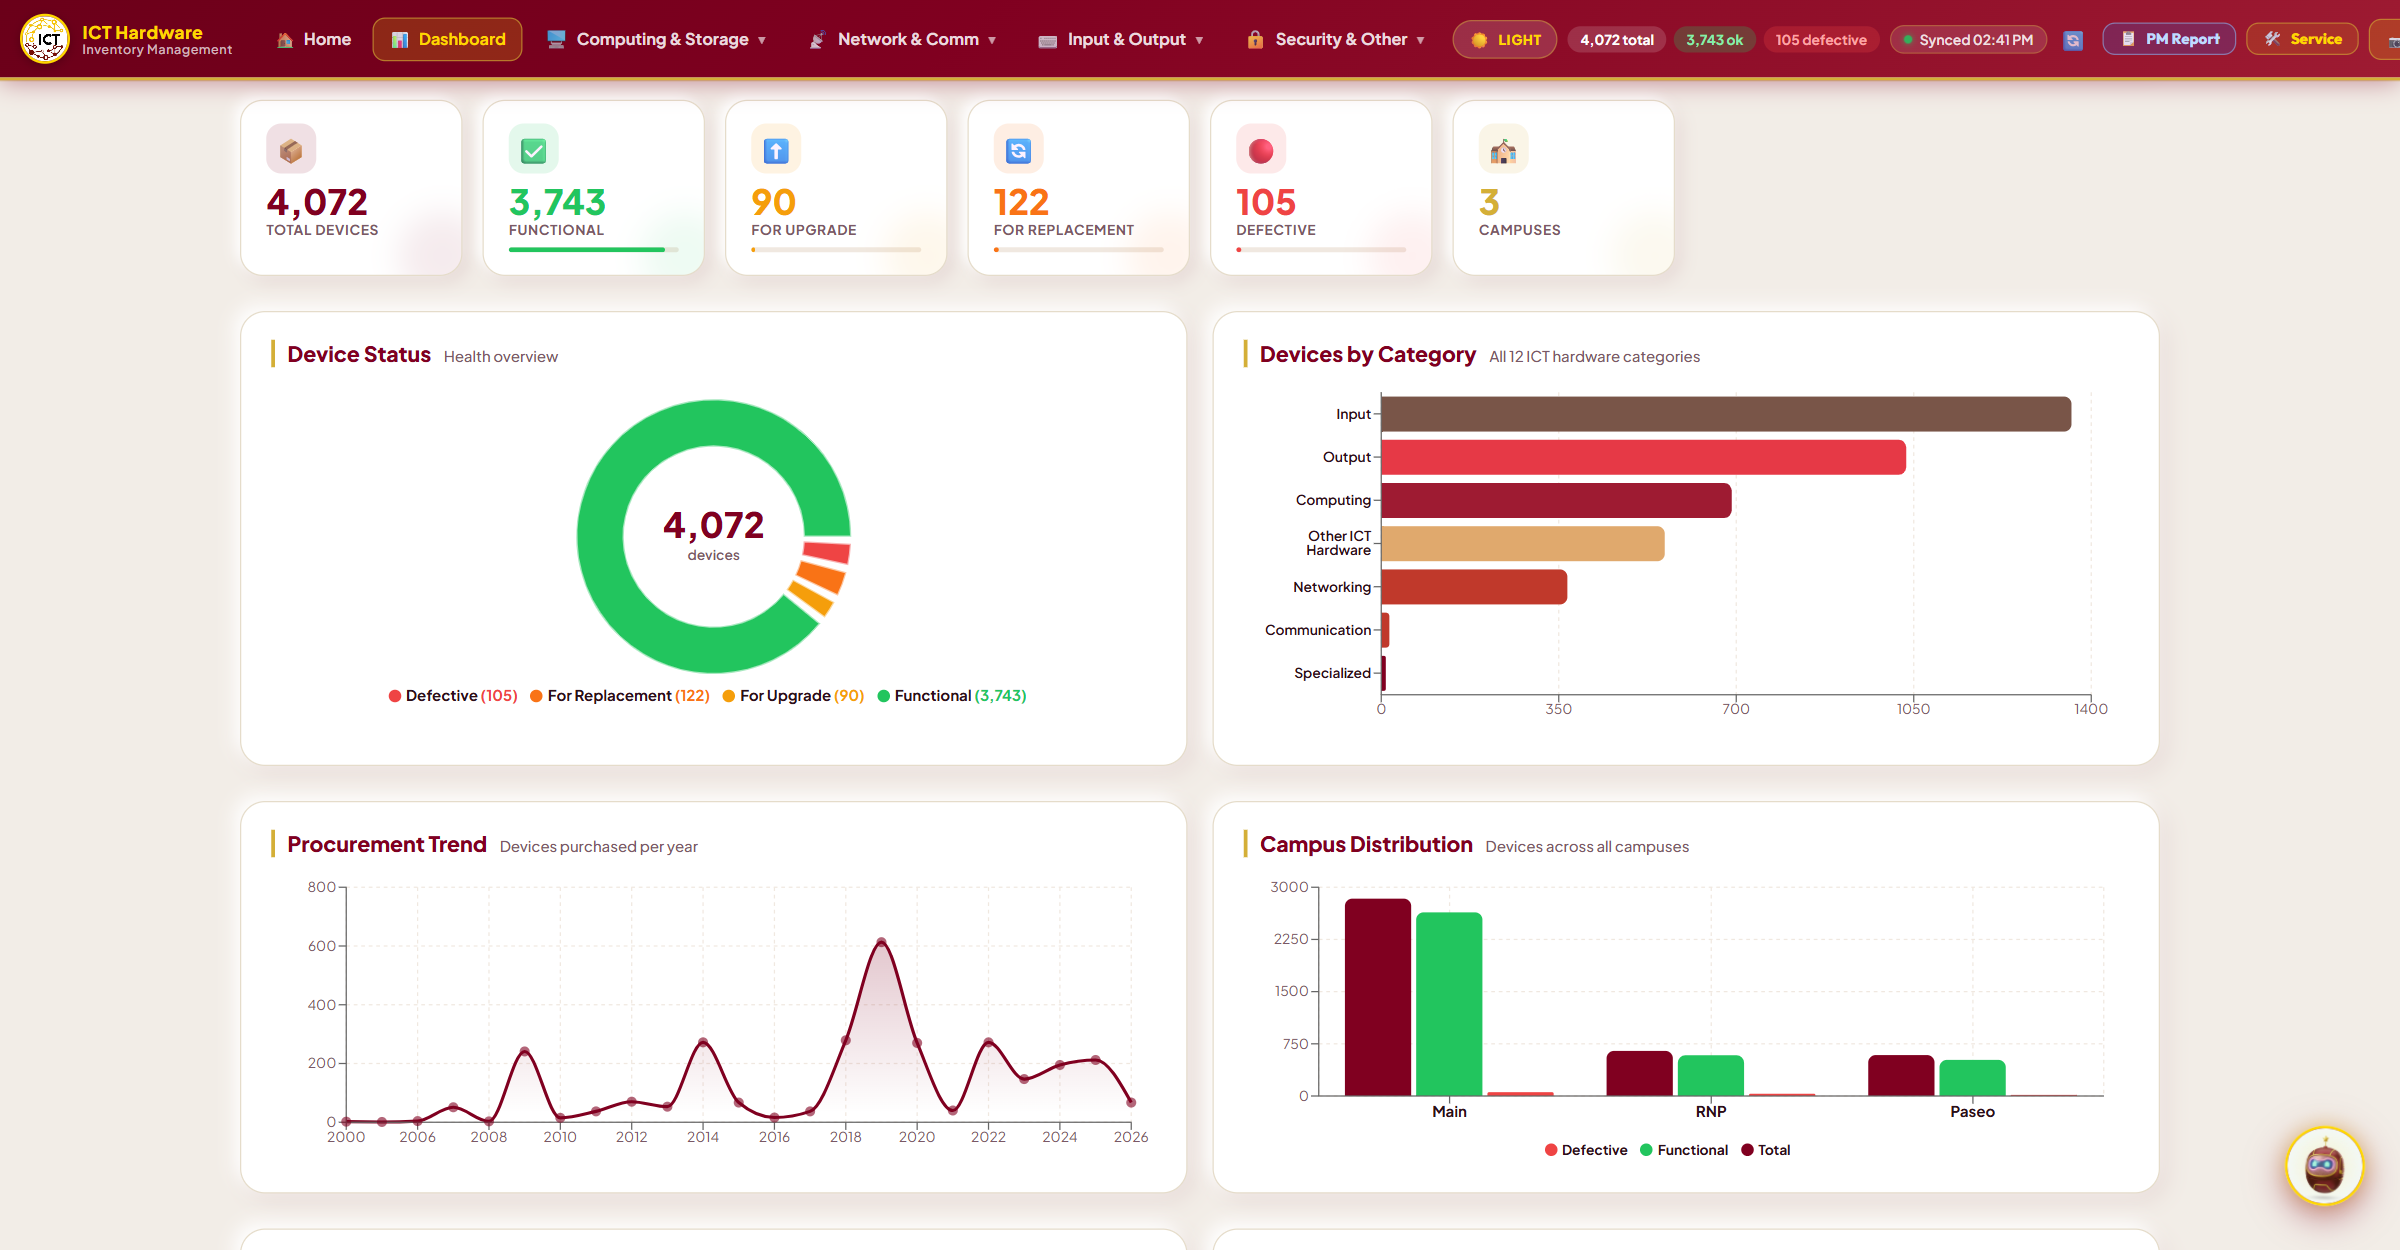 ICT
ICT Hardware
Inventory Management
Home
Dashboard
Computing & Storage
Network & Comm
Input & Output
Security & Other
LIGHT
4,072 total
3,743 ok
105 defective
Synced 02:41 PM
PM Report
Service
4,072
TOTAL DEVICES
3,743
FUNCTIONAL
90
FOR UPGRADE
122
FOR REPLACEMENT
105
DEFECTIVE
3
CAMPUSES
Device Status Health overview
4,072
devices
Defective (105) For Replacement (122) For Upgrade (90) Functional (3,743)
Devices by Category All 12 ICT hardware categories
Input
Output
Computing
Other ICT
Hardware
Networking
Communication
Specialized
0 350 700 1050 1400
Procurement Trend Devices purchased per year
800
600
400
200
0
2000 2006 2008 2010 2012 2014 2016 2018 2020 2022 2024 2026
Campus Distribution Devices across all campuses
3000
2250
1500
750
0
Main RNP Paseo
Defective Functional Total